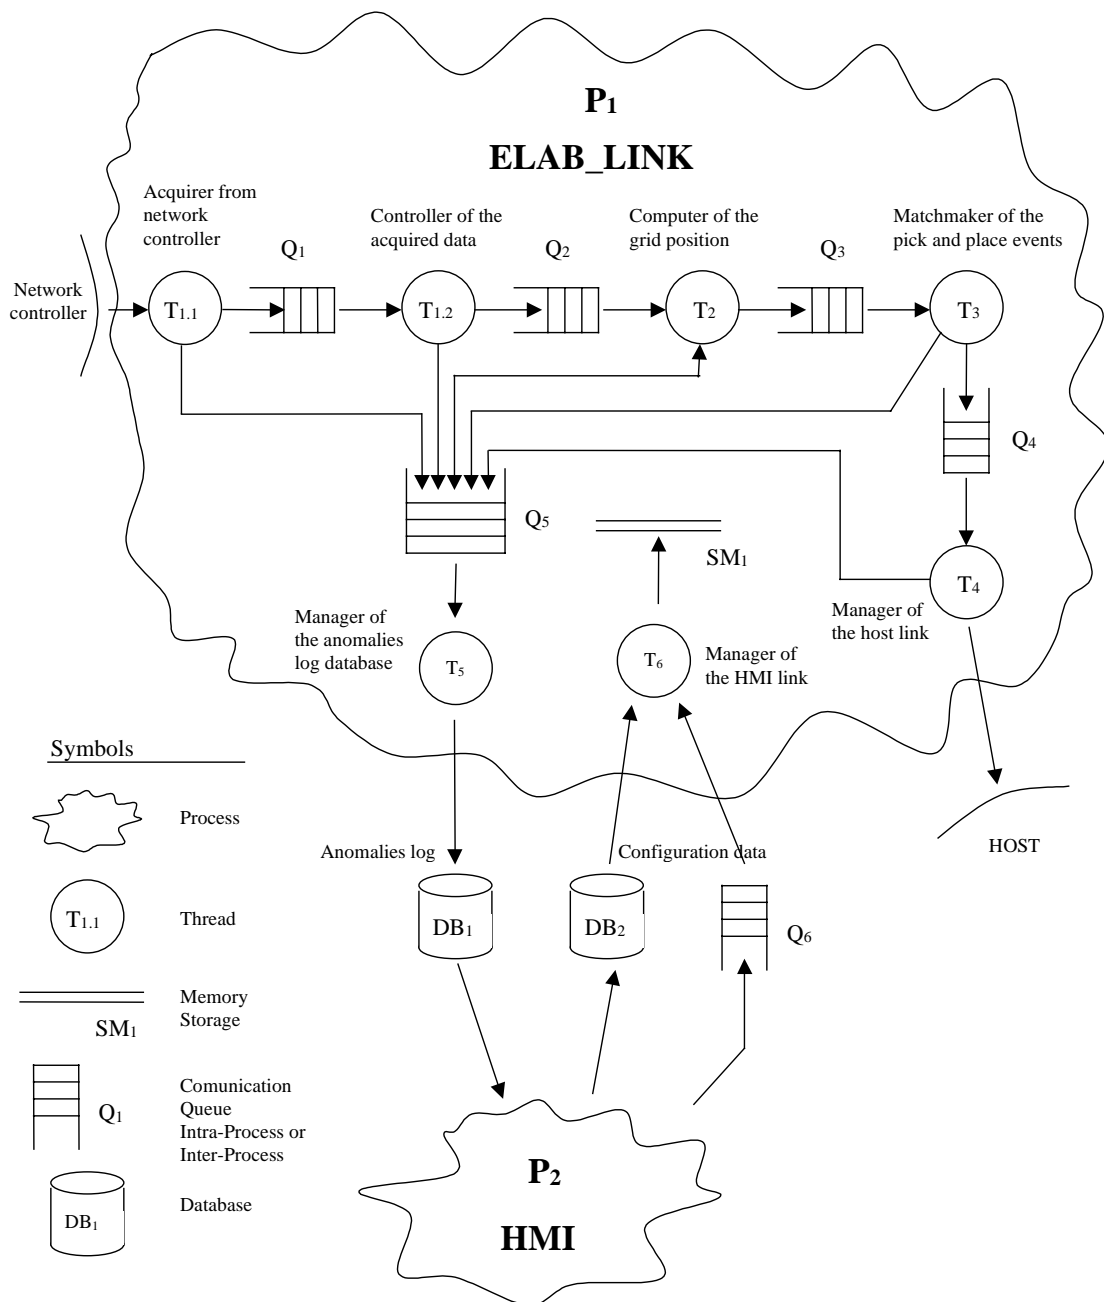 P1
ELAB_LINK
Acquirer from
network
controller
Controller of the
acquired data
Computer of the
grid position
Matchmaker of the
pick and place events
Q1
Q2
Q3
Network
controller
T1.1
T1.2
T2
T3
Q4
Q5
SM1
T4
Manager of
the host link
Manager of
the anomalies
log database
T5
T6
Manager of
the HMI link
Symbols
Process
HOST
Anomalies log
Configuration data
T1.1
Thread
DB1
DB2
Q6
SM1
Memory
Storage
Q1
Comunication
Queue
Intra-Process or
Inter-Process
P2
HMI
DB1
Database